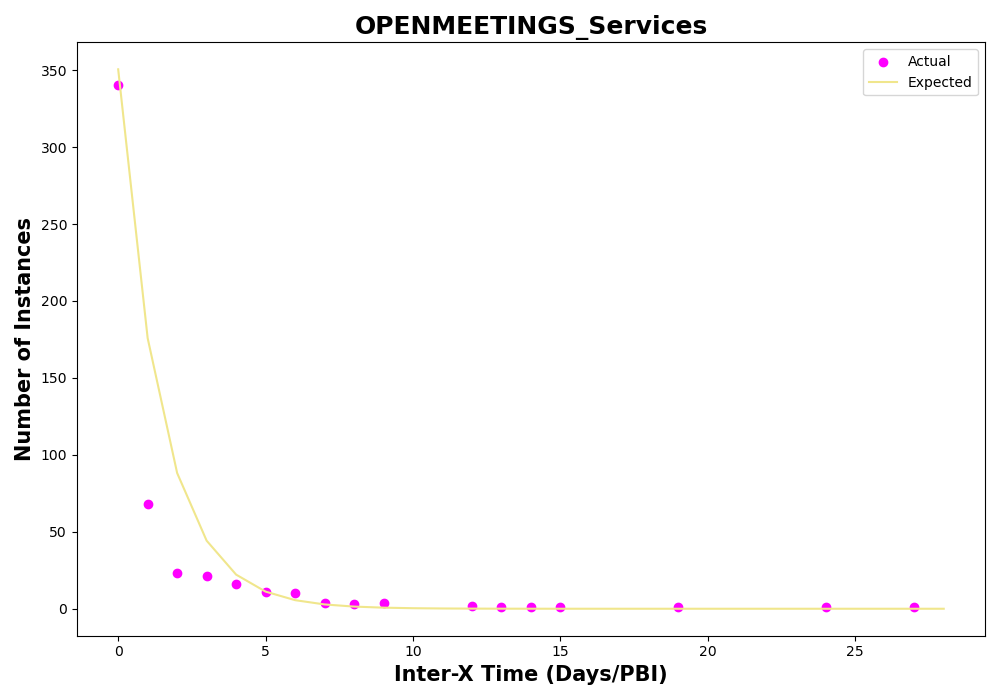 OPENMEETINGS_Services
Actual
Expected
350
300
250
200
150
100
50
0
Number of Instances
0 5 10 15 20 25
Inter-X Time (Days/PBI)